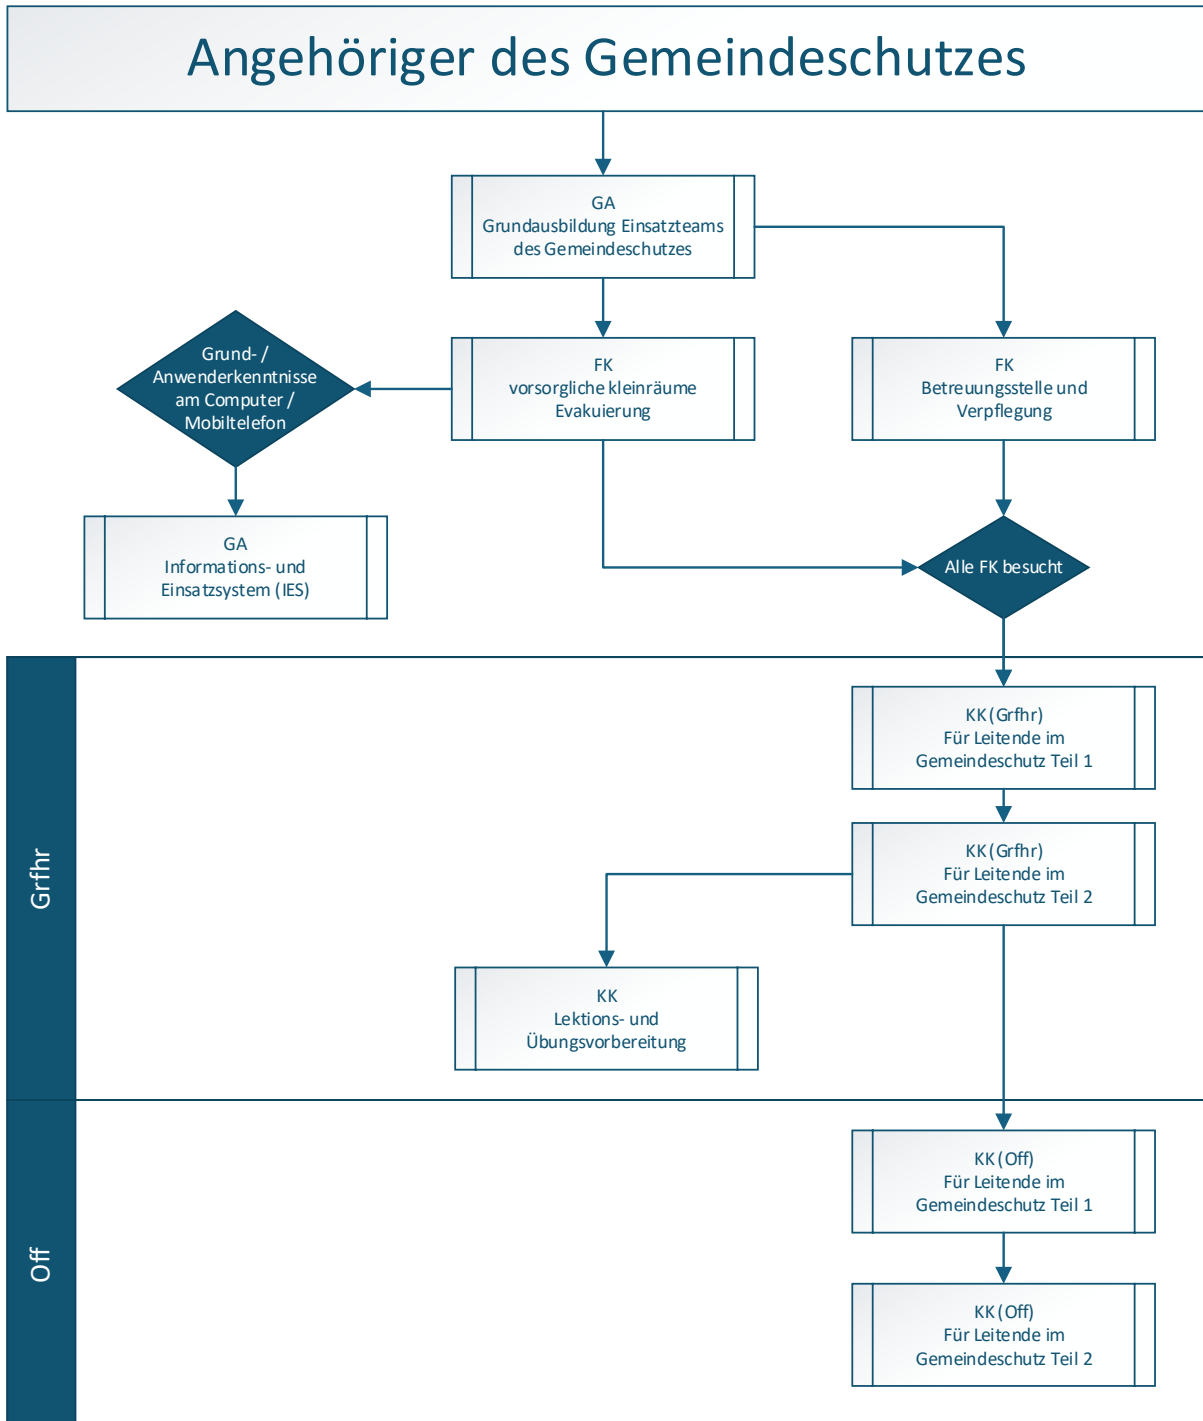 Angehöriger des Gemeindeschutzes
GA
Grundausbildung Einsatzteams
des Gemeindeschutzes
Grund- /
Anwenderkenntnisse
am Computer /
Mobiltelefon
FK
vorsorgliche kleinräume
Evakuierung
FK
Betreuungsstelle und
Verpflegung
GA
Informations- und
Einsatzsystem (IES)
Alle FK besucht
Grfhr
KK (Grfhr)
Für Leitende im
Gemeindeschutz Teil 1
KK (Grfhr)
Für Leitende im
Gemeindeschutz Teil 2
KK
Lektions- und
Übungsvorbereitung
Off
KK (Off)
Für Leitende im
Gemeindeschutz Teil 1
KK (Off)
Für Leitende im
Gemeindeschutz Teil 2